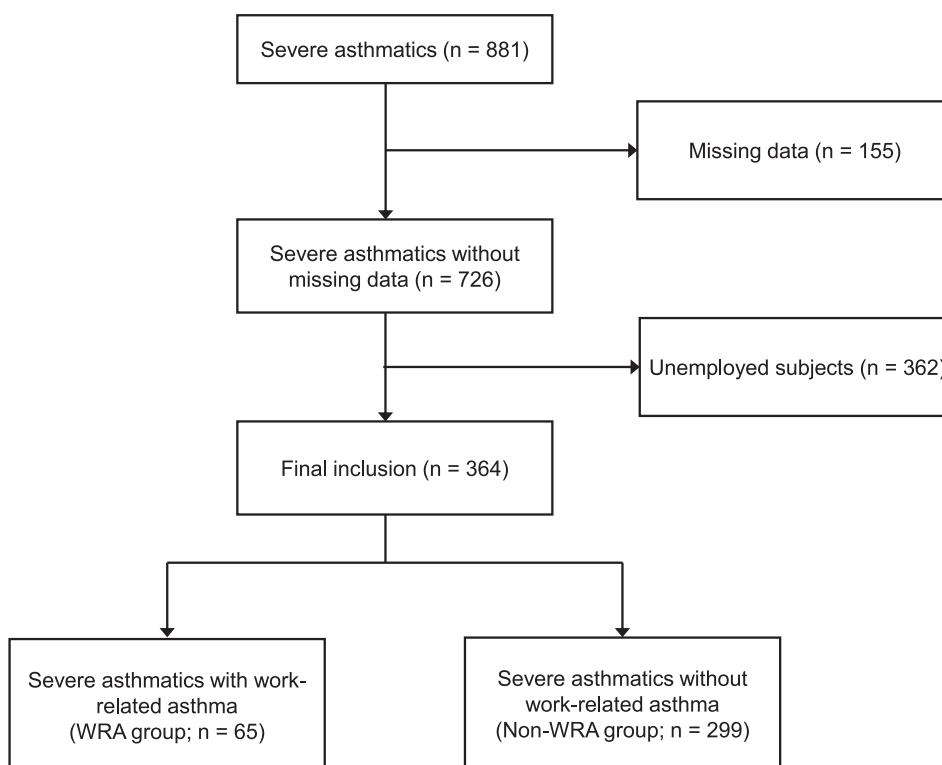 Severe asthmatics (n = 881)
Missing data (n = 155)
Severe asthmatics without
missing data (n = 726)
Unemployed subjects (n = 362)
Final inclusion (n = 364)
Severe asthmatics with work-
related asthma
(WRA group; n = 65)
Severe asthmatics without
work-related asthma
(Non-WRA group; n = 299)